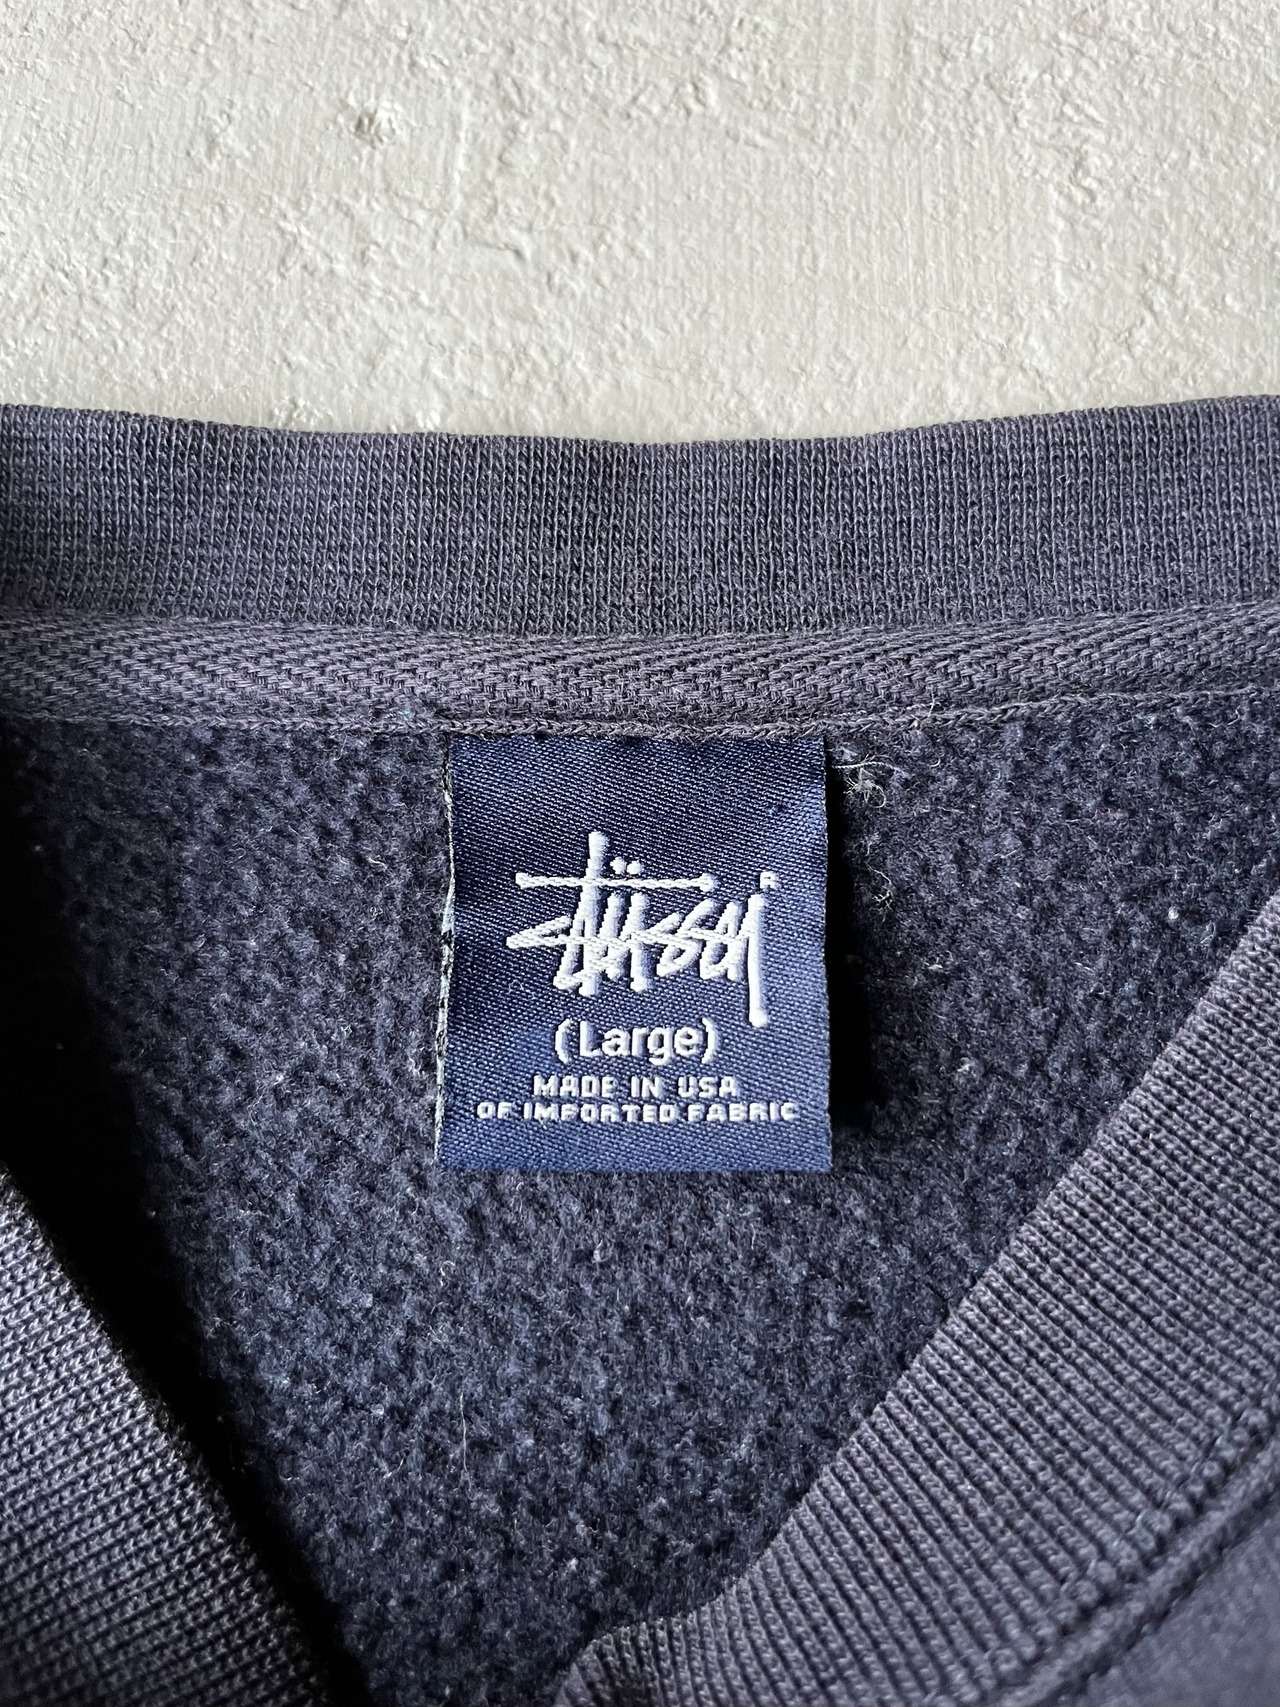 Stüssy ®
(Large)
MADE IN USA
OF IMPORTED FABRIC